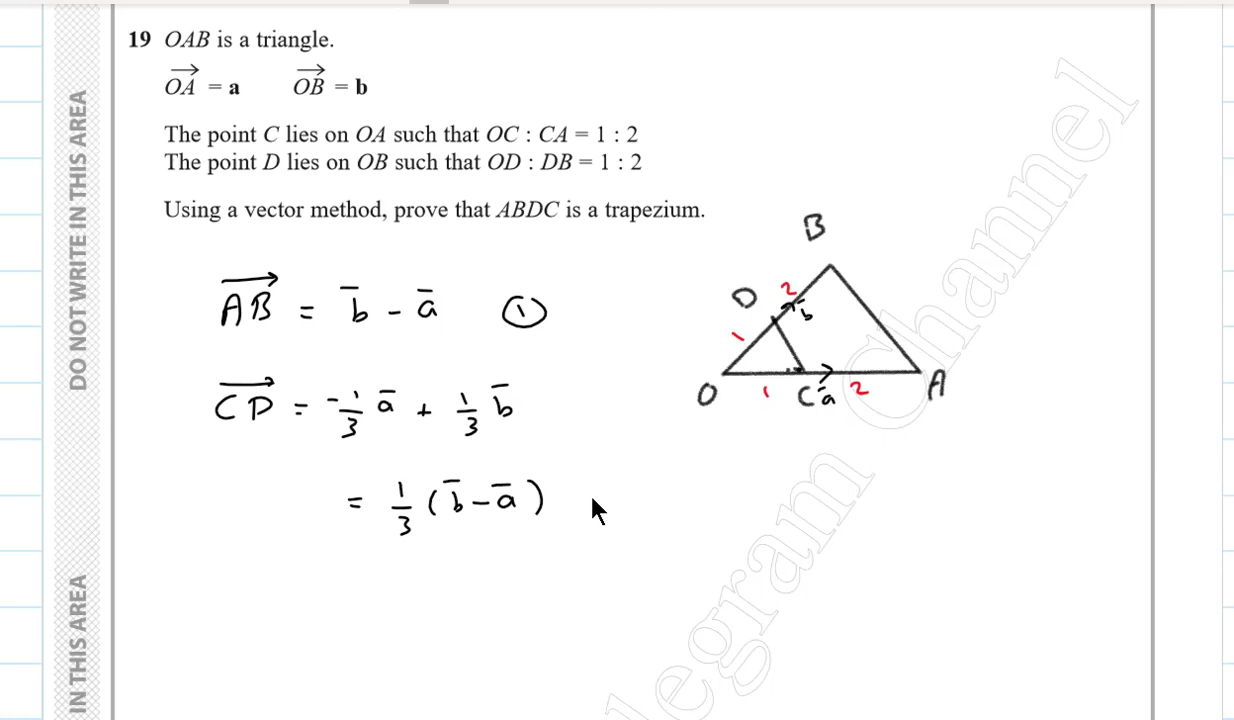 19 OAB is a triangle.
OA = a OB = b
The point C lies on OA such that OC : CA = 1 : 2
The point D lies on OB such that OD : DB = 1 : 2
Using a vector method, prove that ABDC is a trapezium.
B
D 2 b
1
O 1 C a 2 A
AB = b̄ - ā ①
CD = -1/3 ā + 1/3 b̄
= 1/3 (b̄ - ā)
DO NOT WRITE IN THIS AREA
IN THIS AREA
legram Channel